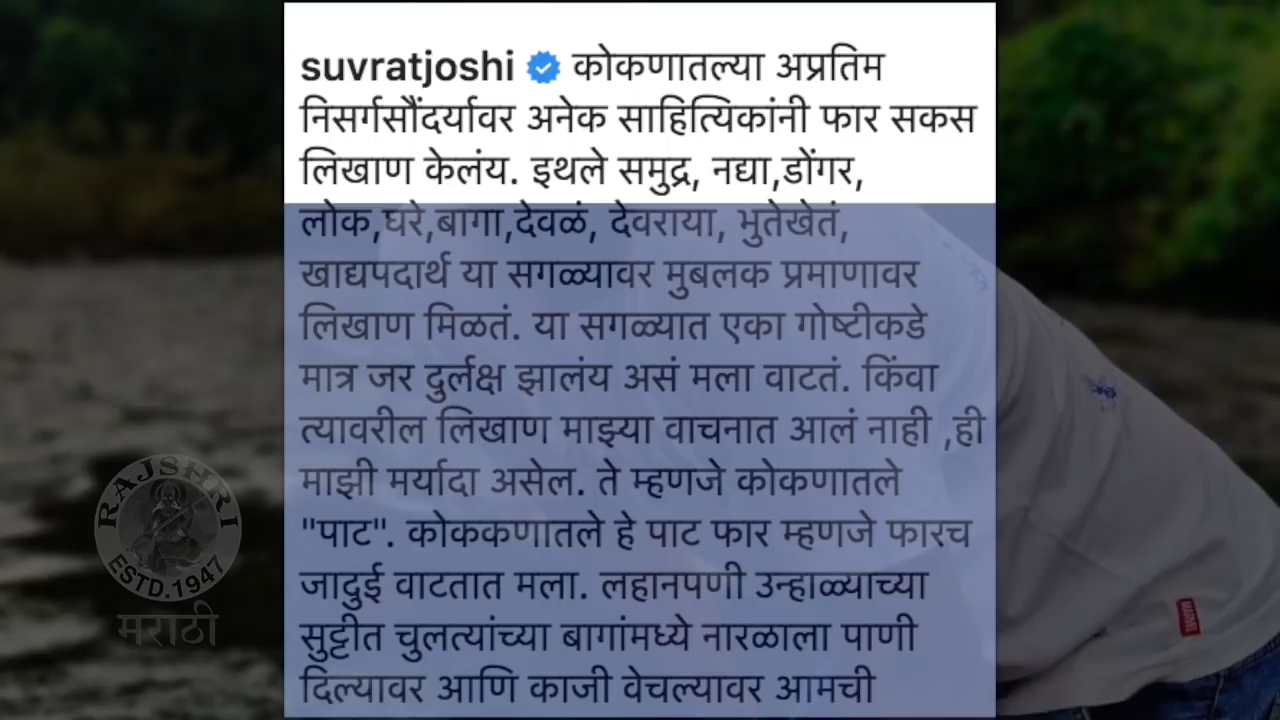 suvratjoshi कोकणातल्या अप्रतिम
निसर्गसौंदर्यावर अनेक साहित्यिकांनी फार सकस
लिखाण केलंय. इथले समुद्र, नद्या,डोंगर,
लोक,घरे,बागा,देवळं, देवराया, भुतेखेतं,
खाद्यपदार्थ या सगळ्यावर मुबलक प्रमाणावर
लिखाण मिळतं. या सगळ्यात एका गोष्टीकडे
मात्र जर दुर्लक्ष झालंय असं मला वाटतं. किंवा
त्यावरील लिखाण माझ्या वाचनात आलं नाही ,ही
माझी मर्यादा असेल. ते म्हणजे कोकणातले
"पाट". कोककणातले हे पाट फार म्हणजे फारच
जादुई वाटतात मला. लहानपणी उन्हाळ्याच्या
सुट्टीत चुलत्यांच्या बागांमध्ये नारळाला पाणी
दिल्यावर आणि काजी वेचल्यावर आमची
RAJSHRI
ESTD.1947
मराठी
MARVEL